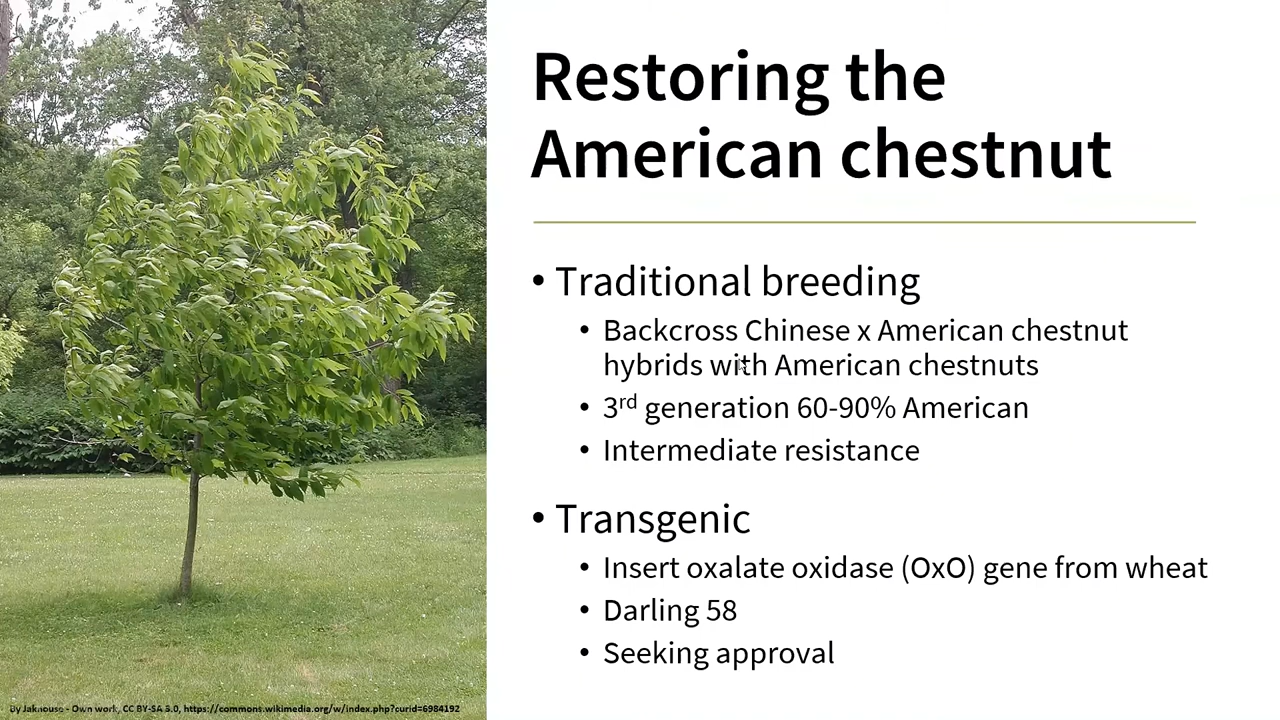 Restoring the
American chestnut
• Traditional breeding
• Backcross Chinese x American chestnut
hybrids with American chestnuts
• 3rd generation 60-90% American
• Intermediate resistance
• Transgenic
• Insert oxalate oxidase (OxO) gene from wheat
• Darling 58
• Seeking approval
By Jaknouse - Own work, CC BY-SA 3.0, https://commons.wikimedia.org/w/index.php?curid=6984192